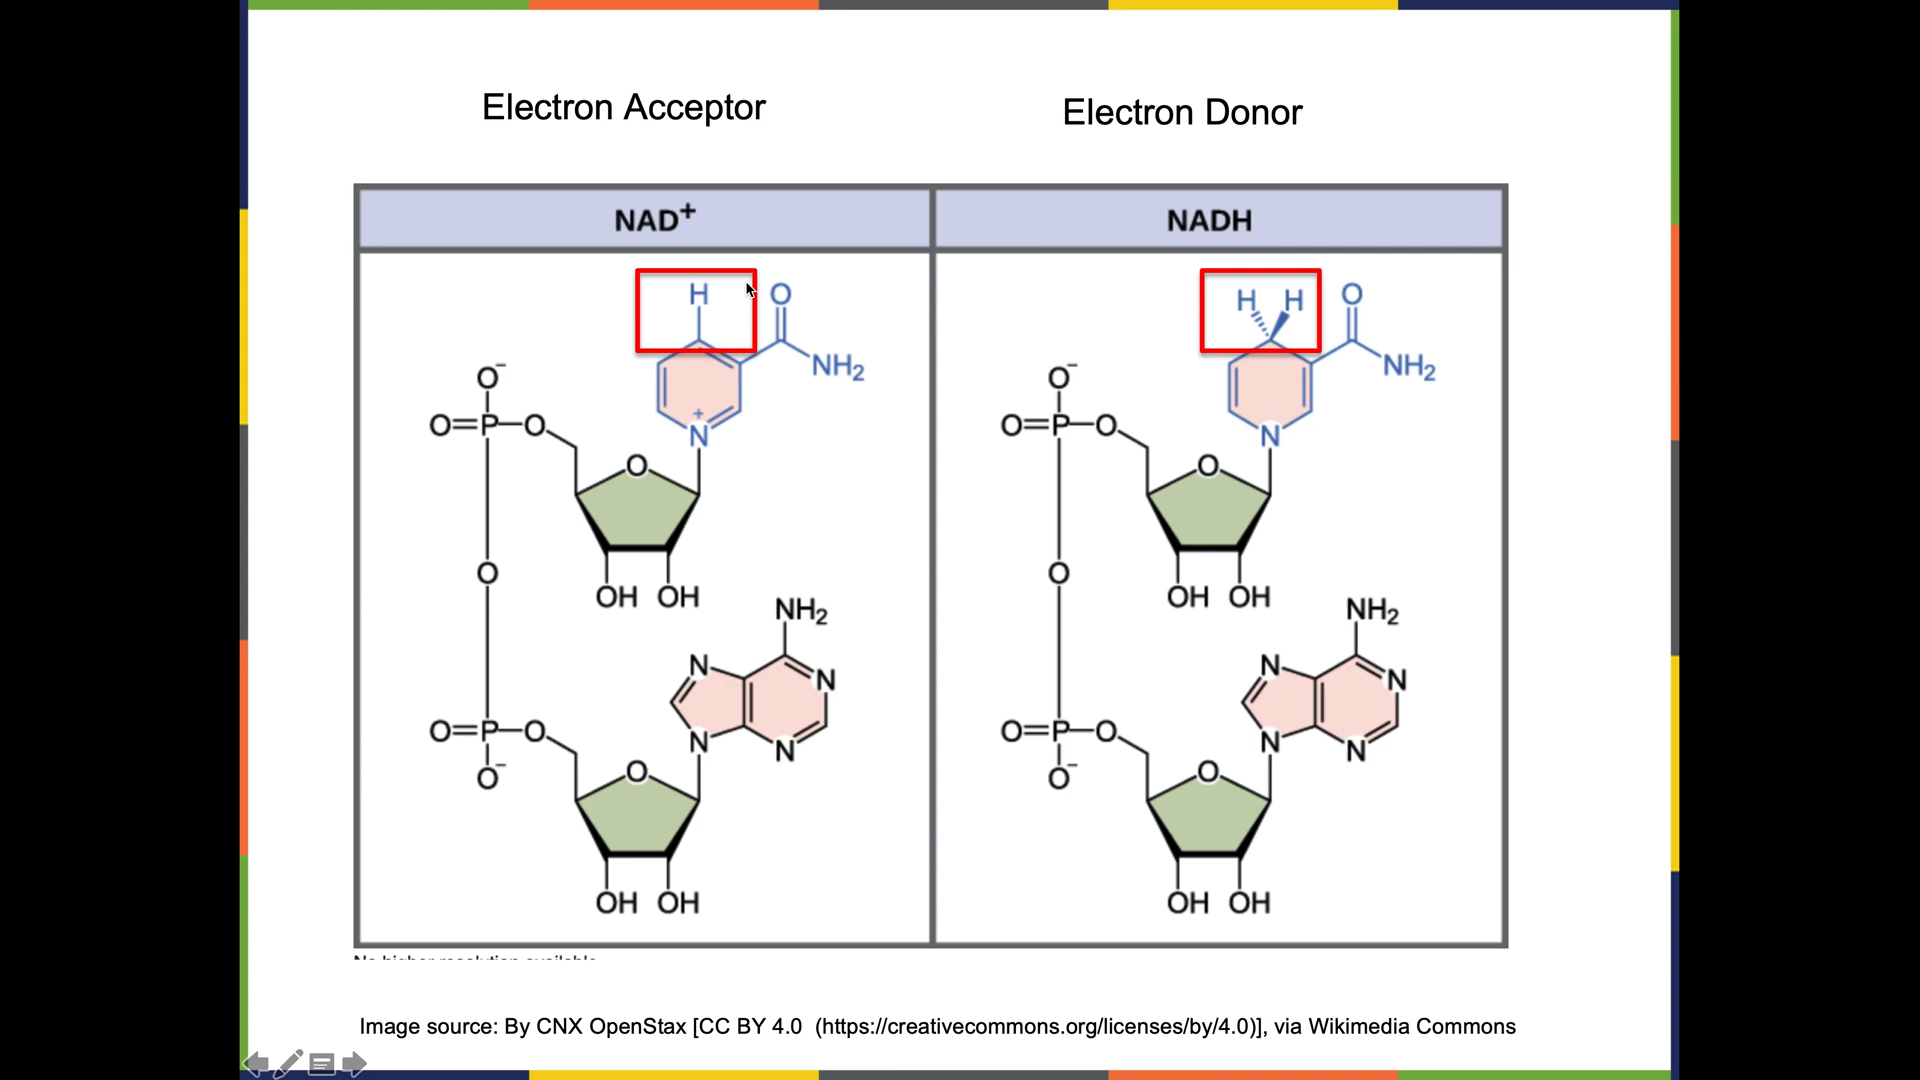 Electron Acceptor
Electron Donor
NAD⁺
NADH
H
O
NH₂
O⁻
O=P–O
+
N
O
O
OH OH
NH₂
N
N
N
N
O=P–O
O⁻
O
OH OH
H H
O
NH₂
O⁻
O=P–O
N
O
O
OH OH
NH₂
N
N
N
N
O=P–O
O⁻
O
OH OH
Image source: By CNX OpenStax [CC BY 4.0 (https://creativecommons.org/licenses/by/4.0)], via Wikimedia Commons